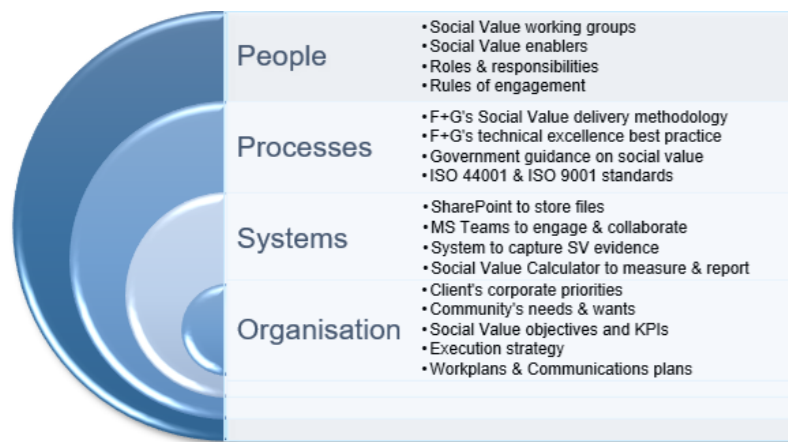 People
• Social Value working groups
• Social Value enablers
• Roles & responsibilities
• Rules of engagement
Processes
• F+G's Social Value delivery methodology
• F+G's technical excellence best practice
• Government guidance on social value
• ISO 44001 & ISO 9001 standards
Systems
• SharePoint to store files
• MS Teams to engage & collaborate
• System to capture SV evidence
• Social Value Calculator to measure & report
Organisation
• Client's corporate priorities
• Community's needs & wants
• Social Value objectives and KPIs
• Execution strategy
• Workplans & Communications plans